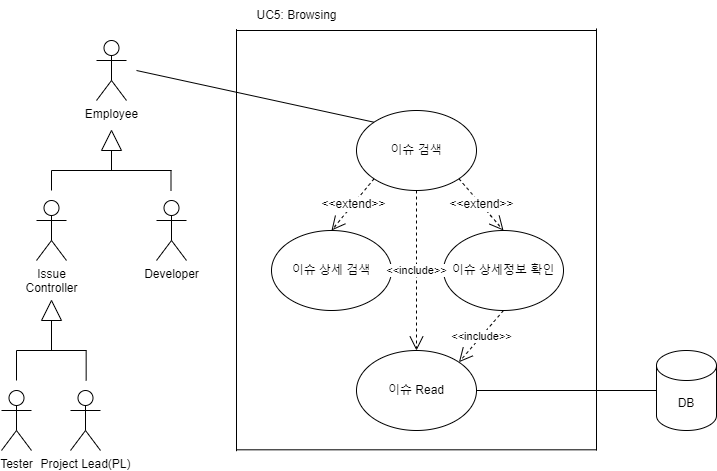 UC5: Browsing
Employee
이슈 검색
<<extend>>
<<extend>>
Issue
Controller
Developer
이슈 상세 검색
<<include>>
이슈 상세정보 확인
<<include>>
이슈 Read
DB
Tester
Project Lead(PL)